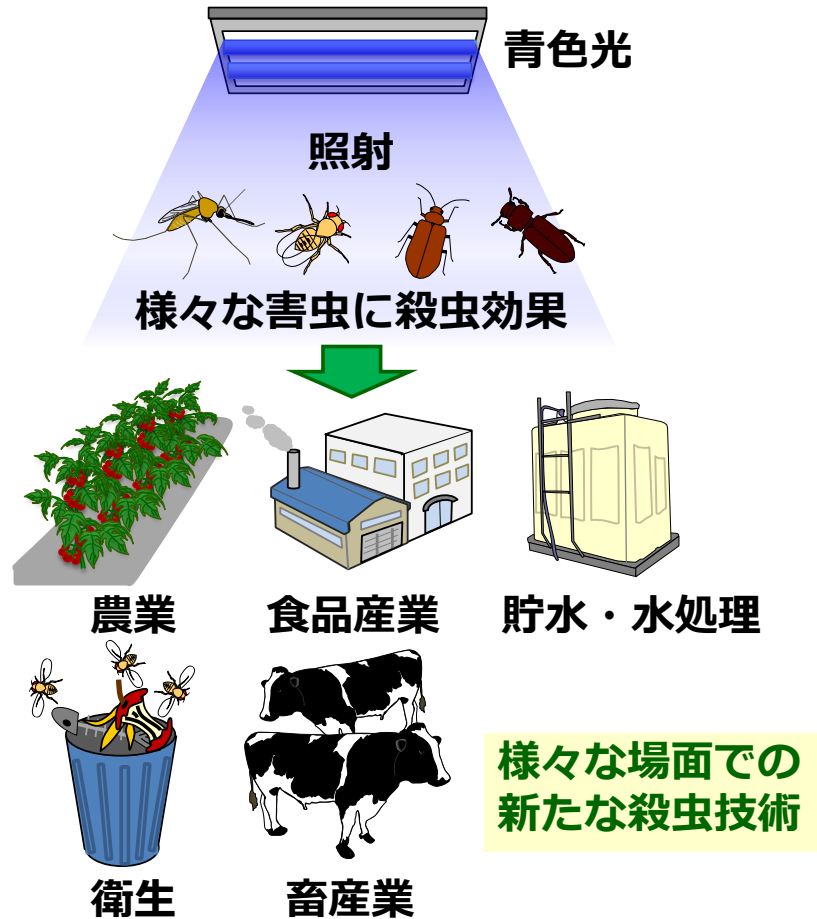 青色光
照射
様々な害虫に殺虫効果
農業
食品産業
貯水・水処理
衛生
畜産業
様々な場面での
新たな殺虫技術